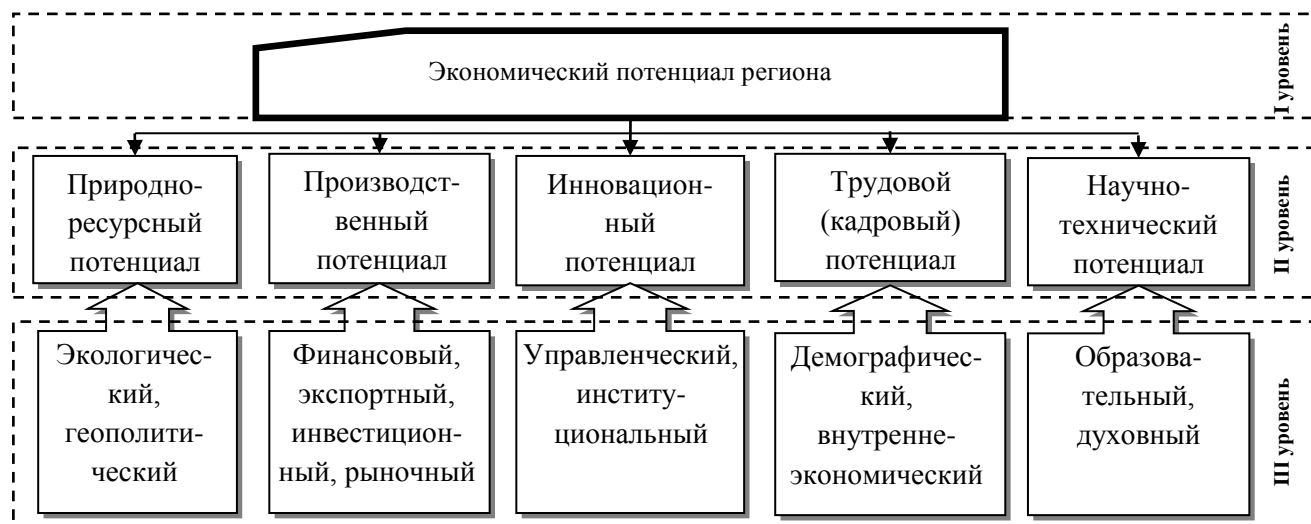 Экономический потенциал региона
I уровень
Природно-
ресурсный
потенциал
Производст-
венный
потенциал
Инновацион-
ный
потенциал
Трудовой
(кадровый)
потенциал
Научно-
технический
потенциал
II уровень
Экологичес-
кий,
геополити-
ческий
Финансовый,
экспортный,
инвестицион-
ный, рыночный
Управленческий,
институ-
циональный
Демографичес-
кий,
внутренне-
экономический
Образова-
тельный,
духовный
III уровень